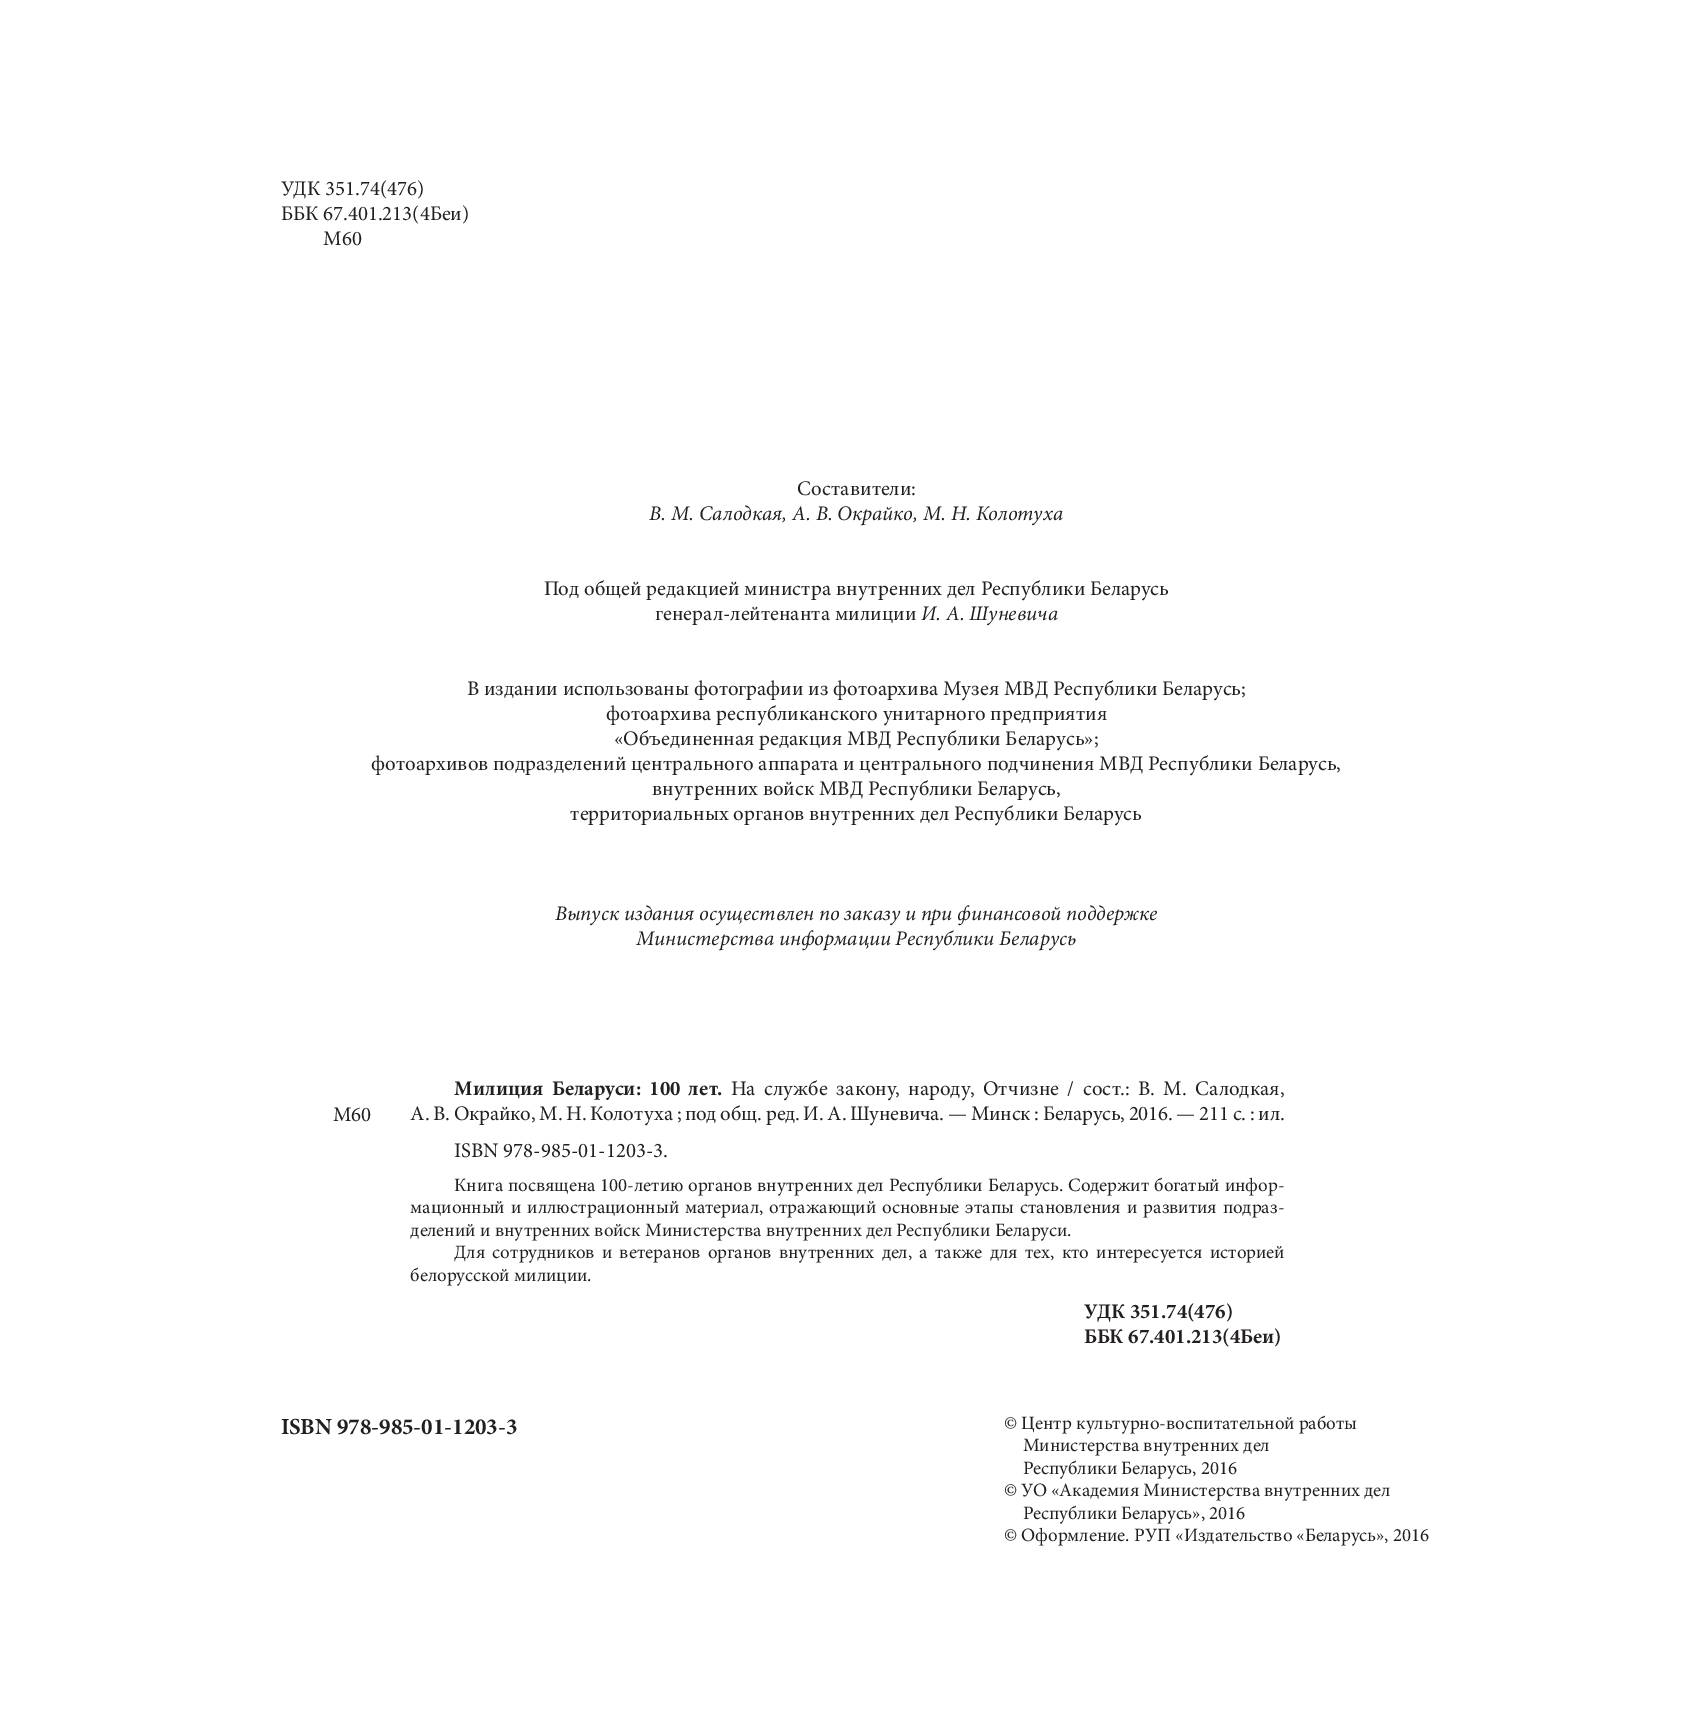 УДК 351.74(476)
ББК 67.401.213(4Беи)
М60
Составители:
В. М. Салодкая, А. В. Окрайко, М. Н. Колотуха
Под общей редакцией министра внутренних дел Республики Беларусь
генерал-лейтенанта милиции И. А. Шуневича
В издании использованы фотографии из фотоархива Музея МВД Республики Беларусь;
фотоархива республиканского унитарного предприятия
«Объединенная редакция МВД Республики Беларусь»;
фотоархивов подразделений центрального аппарата и центрального подчинения МВД Республики Беларусь,
внутренних войск МВД Республики Беларусь,
территориальных органов внутренних дел Республики Беларусь
Выпуск издания осуществлен по заказу и при финансовой поддержке
Министерства информации Республики Беларусь
Милиция Беларуси: 100 лет. На службе закону, народу, Отчизне / сост.: В. М. Салодкая,
М60 А. В. Окрайко, М. Н. Колотуха ; под общ. ред. И. А. Шуневича. — Минск : Беларусь, 2016. — 211 с. : ил.
ISBN 978-985-01-1203-3.
Книга посвящена 100-летию органов внутренних дел Республики Беларусь. Содержит богатый инфор-
мационный и иллюстрационный материал, отражающий основные этапы становления и развития подраз-
делений и внутренних войск Министерства внутренних дел Республики Беларуси.
Для сотрудников и ветеранов органов внутренних дел, а также для тех, кто интересуется историей
белорусской милиции.
УДК 351.74(476)
ББК 67.401.213(4Беи)
ISBN 978-985-01-1203-3
© Центр культурно-воспитательной работы
Министерства внутренних дел
Республики Беларусь, 2016
© УО «Академия Министерства внутренних дел
Республики Беларусь», 2016
© Оформление. РУП «Издательство «Беларусь», 2016